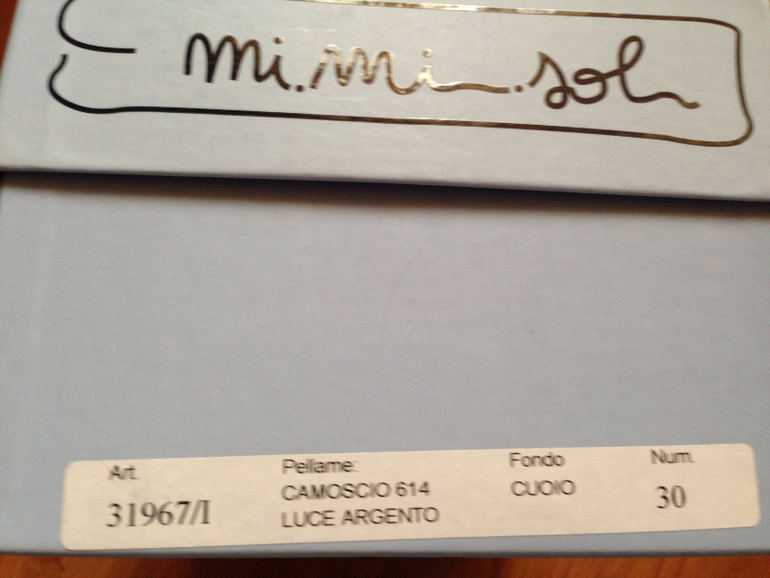 mi.mi.sol
Art. Pellame: Fondo Num.
31967/I CAMOSCIO 614 CUOIO 30
LUCE ARGENTO